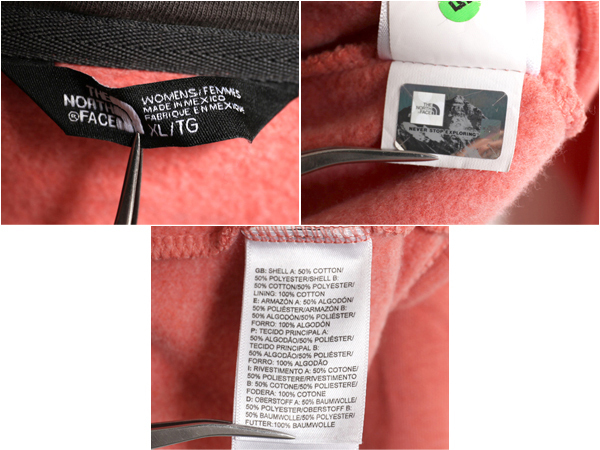 THE
NORTH
®FACE
WOMENS/FEMMES
MADE IN MEXICO
FABRIQUE EN MEXIQUE
XL/TG
THE
NORTH
FACE
NEVER STOP EXPLORING
GB: SHELL A: 50% COTTON/
50% POLYESTER/SHELL B:
50% COTTON/50% POLYESTER/
LINING: 100% COTTON
E: ARMAZÓN A: 50% ALGODÓN/
50% POLIÉSTER/ARMAZÓN B:
50% ALGODÓN/50% POLIÉSTER/
FORRO: 100% ALGODÓN
P: TECIDO PRINCIPAL A:
50% ALGODÃO/50% POLIÉSTER/
TECIDO PRINCIPAL B:
50% ALGODÃO/50% POLIÉSTER/
FORRO: 100% ALGODÃO
I: RIVESTIMENTO A: 50% COTONE/
50% POLIESTERE/RIVESTIMENTO
B: 50% COTONE/50% POLIESTERE/
FODERA: 100% COTONE
D: OBERSTOFF A: 50% BAUMWOLLE/
50% POLYESTER/OBERSTOFF B:
50% BAUMWOLLE/50% POLYESTER/
FUTTER:100% BAUMWOLLE